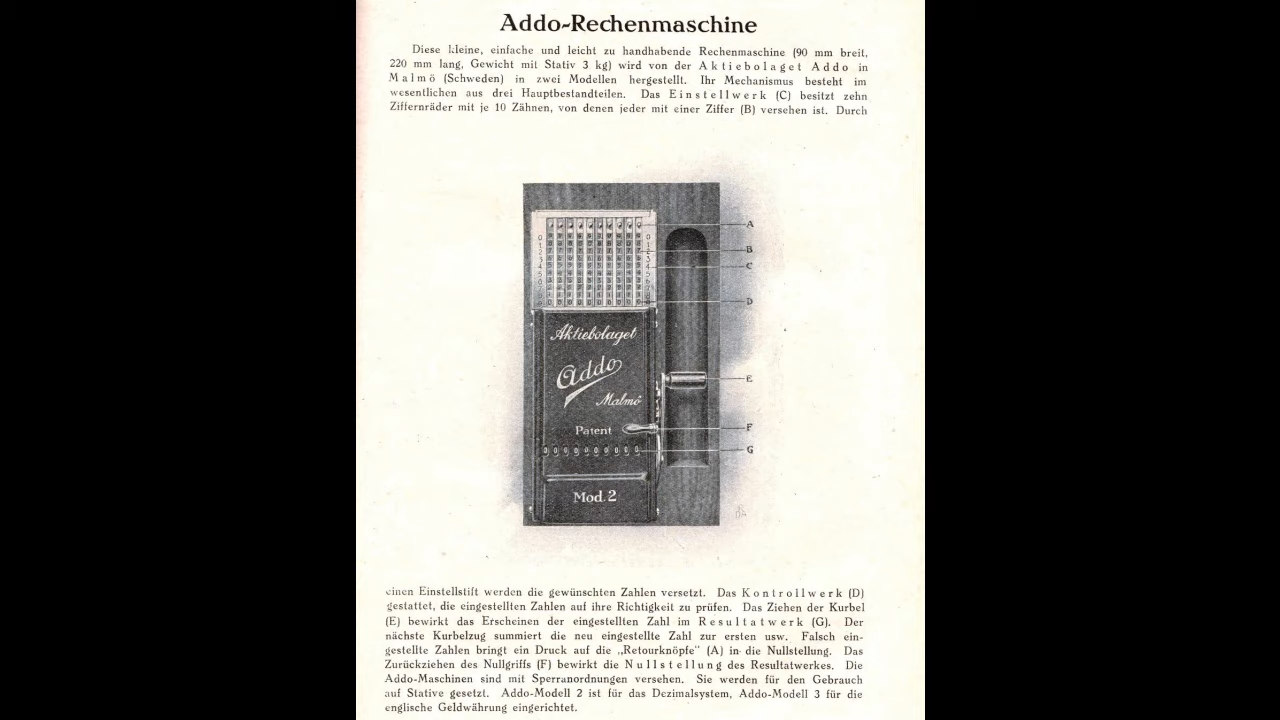 Addo-Rechenmaschine
Diese kleine, einfache und leicht zu handhabende Rechenmaschine (90 mm breit,
220 mm lang, Gewicht mit Stativ 3 kg) wird von der Aktiebolaget Addo in
Malmö (Schweden) in zwei Modellen hergestellt. Ihr Mechanismus besteht im
wesentlichen aus drei Hauptbestandteilen. Das Einstellwerk (C) besitzt zehn
Ziffernräder mit je 10 Zähnen, von denen jeder mit einer Ziffer (B) versehen ist. Durch
A
B
C
D
Aktiebolaget
Addo
E
Malmö
Patent
F
G
Mod. 2
einen Einstellstift werden die gewünschten Zahlen versetzt. Das Kontrollwerk (D)
gestattet, die eingestellten Zahlen auf ihre Richtigkeit zu prüfen. Das Ziehen der Kurbel
(E) bewirkt das Erscheinen der eingestellten Zahl im Resultatwerk (G). Der
nächste Kurbelzug summiert die neu eingestellte Zahl zur ersten usw. Falsch ein-
gestellte Zahlen bringt ein Druck auf die „Retourknöpfe" (A) in die Nullstellung. Das
Zurückziehen des Nullgriffs (F) bewirkt die Nullstellung des Resultatwerkes. Die
Addo-Maschinen sind mit Sperranordnungen versehen. Sie werden für den Gebrauch
auf Stative gesetzt. Addo-Modell 2 ist für das Dezimalsystem, Addo-Modell 3 für die
englische Geldwährung eingerichtet.